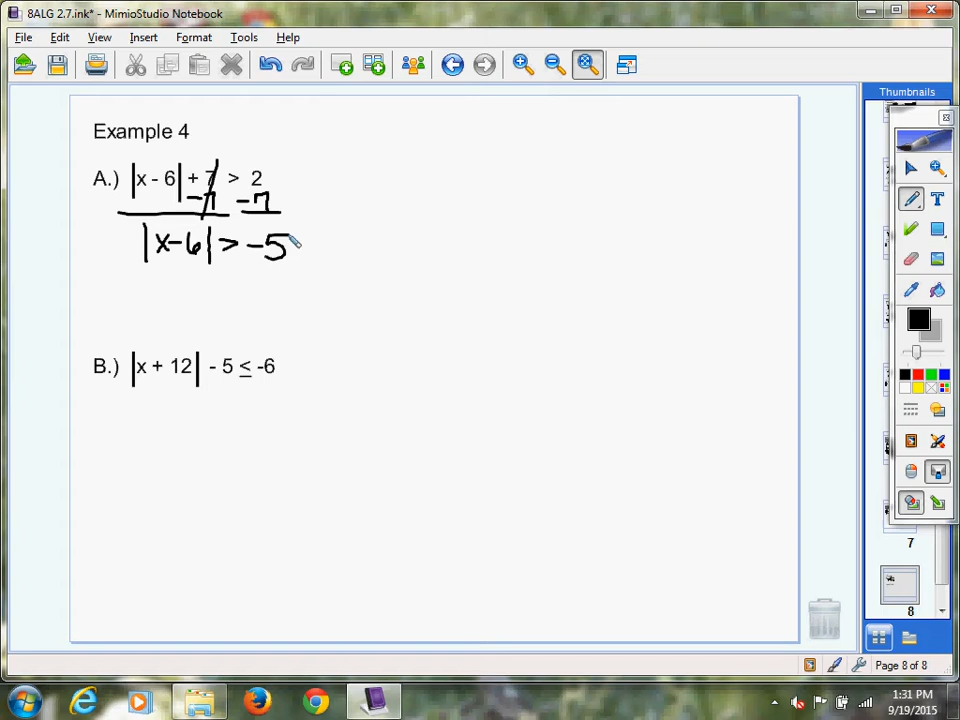 8ALG 2.7.ink* - MimioStudio Notebook
File Edit View Insert Format Tools Help
Thumbnails
Example 4
A.) |x - 6| + 7 > 2
-7 -7
|x-6| > -5
B.) |x + 12| - 5 ≤ -6
7
8
Page 8 of 8
1:31 PM
9/19/2015